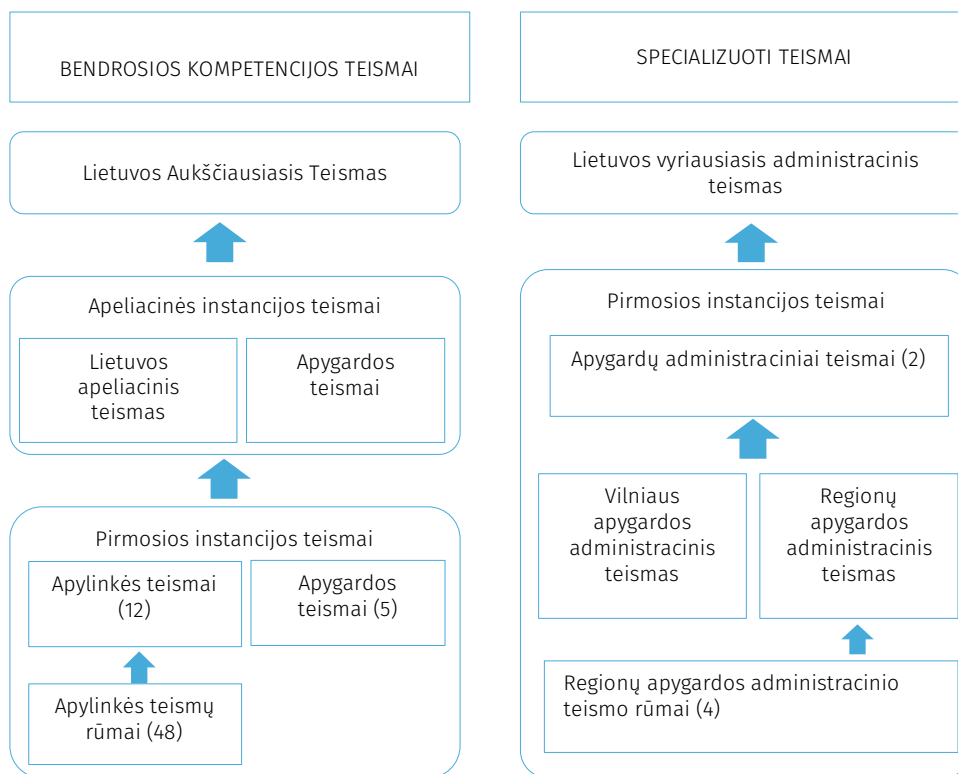 BENDROSIOS KOMPETENCIJOS TEISMAI
Lietuvos Aukščiausiasis Teismas
Apeliacinės instancijos teismai
Lietuvos
apeliacinis
teismas
Apygardos
teismai
Pirmosios instancijos teismai
Apylinkės teismai
(12)
Apygardos
teismai (5)
Apylinkės teismų
rūmai (48)
SPECIALIZUOTI TEISMAI
Lietuvos vyriausiasis administracinis
teismas
Pirmosios instancijos teismai
Apygardų administraciniai teismai (2)
Vilniaus
apygardos
administracinis
teismas
Regionų
apygardos
administracinis
teismas
Regionų apygardos administracinio
teismo rūmai (4)